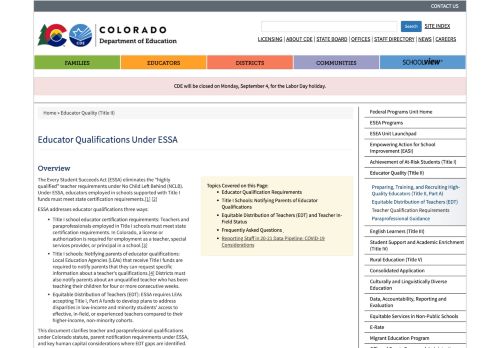 CONTACT US
COLORADO
Department of Education
CDE
Search
SITE INDEX
LICENSING | ABOUT CDE | STATE BOARD | OFFICES | STAFF DIRECTORY | NEWS | CAREERS
FAMILIES
EDUCATORS
DISTRICTS
COMMUNITIES
SCHOOLVIEW
CDE will be closed on Monday, September 4, for the Labor Day holiday.
Home > Educator Quality (Title II)
Educator Qualifications Under ESSA
Overview
The Every Student Succeeds Act (ESSA) eliminates the "highly
qualified" teacher requirements under No Child Left Behind (NCLB).
Under ESSA, educators employed in schools supported with Title I
funds must meet state certification requirements.[1] [2]
ESSA addresses educator qualifications three ways:
• Title I school educator certification requirements: Teachers and
paraprofessionals employed in Title I schools must meet state
certification requirements. In Colorado, a license or
authorization is required for employment as a teacher, special
services provider, or principal in a school.[3]
• Title I schools: Notifying parents of educator qualifications:
Local Education Agencies (LEAs) that receive Title I funds are
required to notify parents that they can request specific
information about a teacher's qualifications.[4] Districts must
also notify parents about an unqualified teacher who has been
teaching their children for four or more consecutive weeks.
• Equitable Distribution of Teachers (EDT): ESSA requires LEAs
accepting Title I, Part A funds to develop plans to address
disparities in low-income and minority students' access to
effective, in-field, or experienced teachers compared to their
higher-income, non-minority cohorts.
This document clarifies teacher and paraprofessional qualifications
under Colorado statute, parent notification requirements under ESSA,
and key human capital considerations where EDT gaps are identified.
Topics Covered on this Page:
• Educator Qualification Requirements
• Title I Schools: Notifying Parents of Educator
Qualifications
• Equitable Distribution of Teachers (EDT) and Teacher In-
Field Status
• Frequently Asked Questions
• Reporting Staff in 20-21 Data Pipeline: COVID-19
Considerations
Federal Programs Unit Home
ESEA Programs
ESEA Unit Launchpad
Empowering Action for School
Improvement (EASI)
Achievement of At-Risk Students (Title I)
Educator Quality (Title II)
Preparing, Training, and Recruiting High-
Quality Educators (Title II, Part A)
Equitable Distribution of Teachers (EDT)
Teacher Qualification Requirements
Paraprofessional Guidance
English Learners (Title III)
Student Support and Academic Enrichment
(Title IV)
Rural Education (Title V)
Consolidated Application
Culturally and Linguistically Diverse
Education
Data, Accountability, Reporting and
Evaluation
Equitable Services in Non-Public Schools
E-Rate
Migrant Education Program